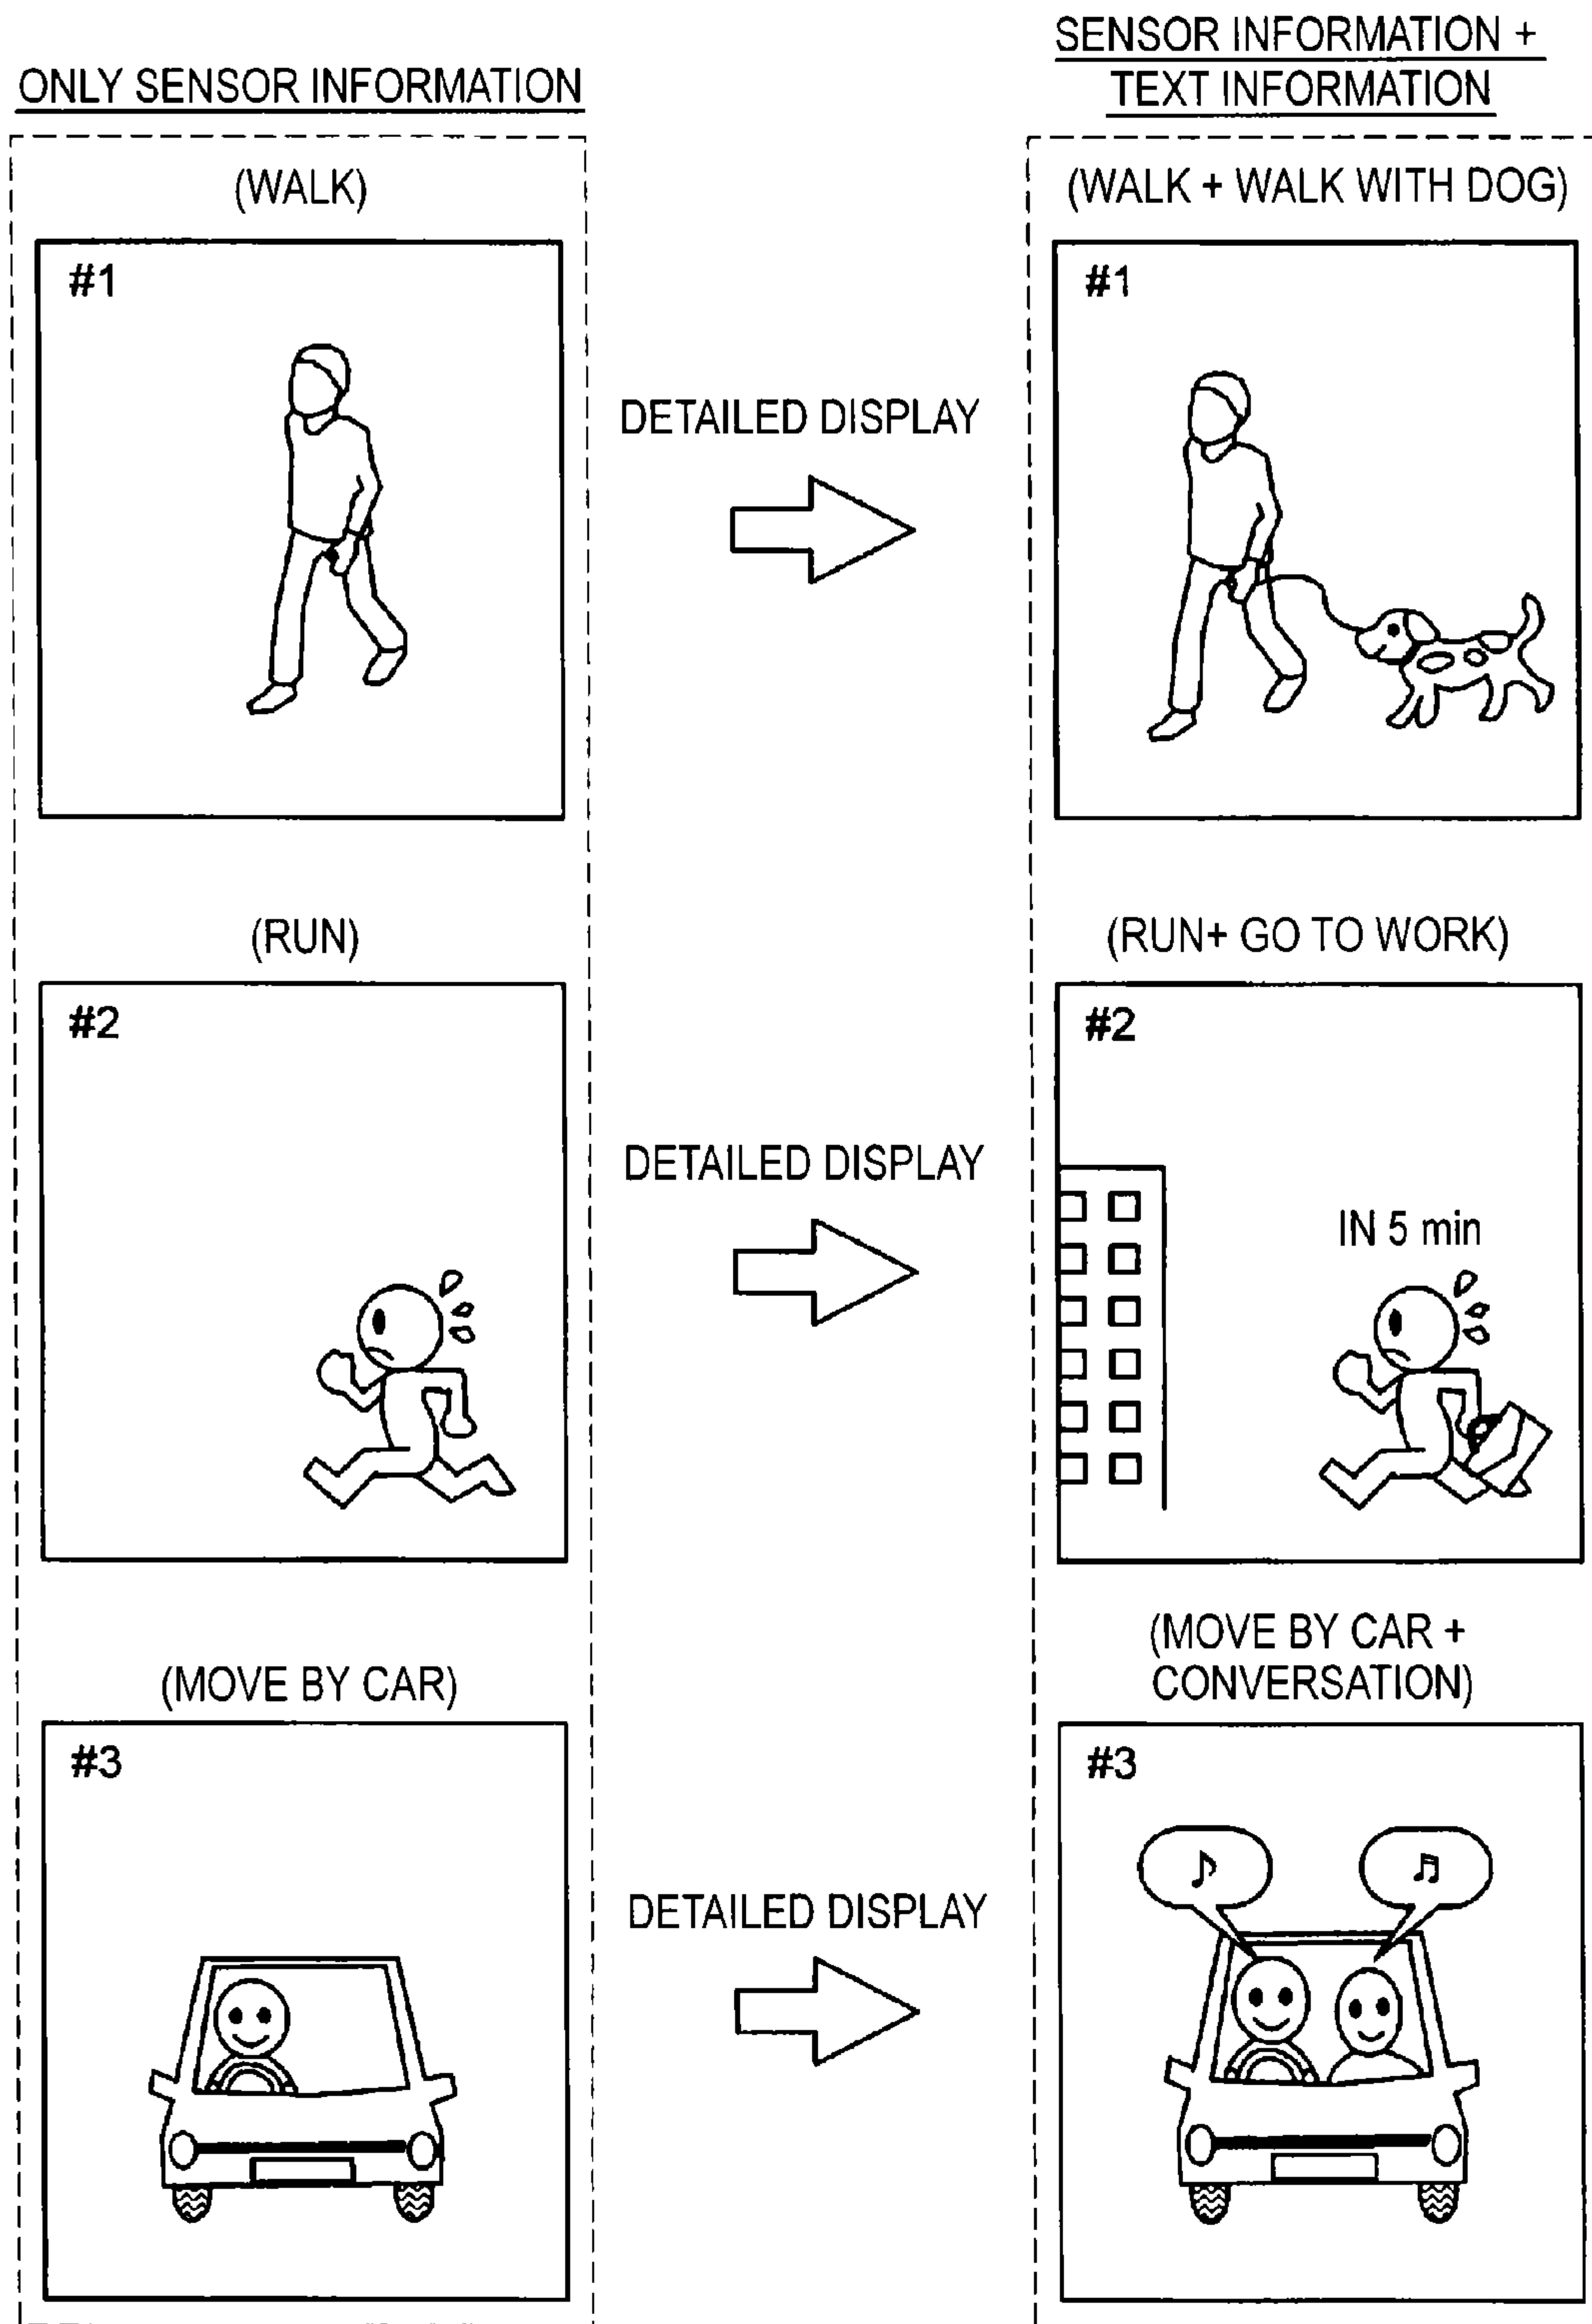 ONLY SENSOR INFORMATION
SENSOR INFORMATION +
TEXT INFORMATION
(WALK)
(WALK + WALK WITH DOG)
#1
DETAILED DISPLAY
#1
(RUN)
(RUN+ GO TO WORK)
#2
DETAILED DISPLAY
#2
IN 5 min
(MOVE BY CAR)
(MOVE BY CAR +
CONVERSATION)
#3
DETAILED DISPLAY
#3